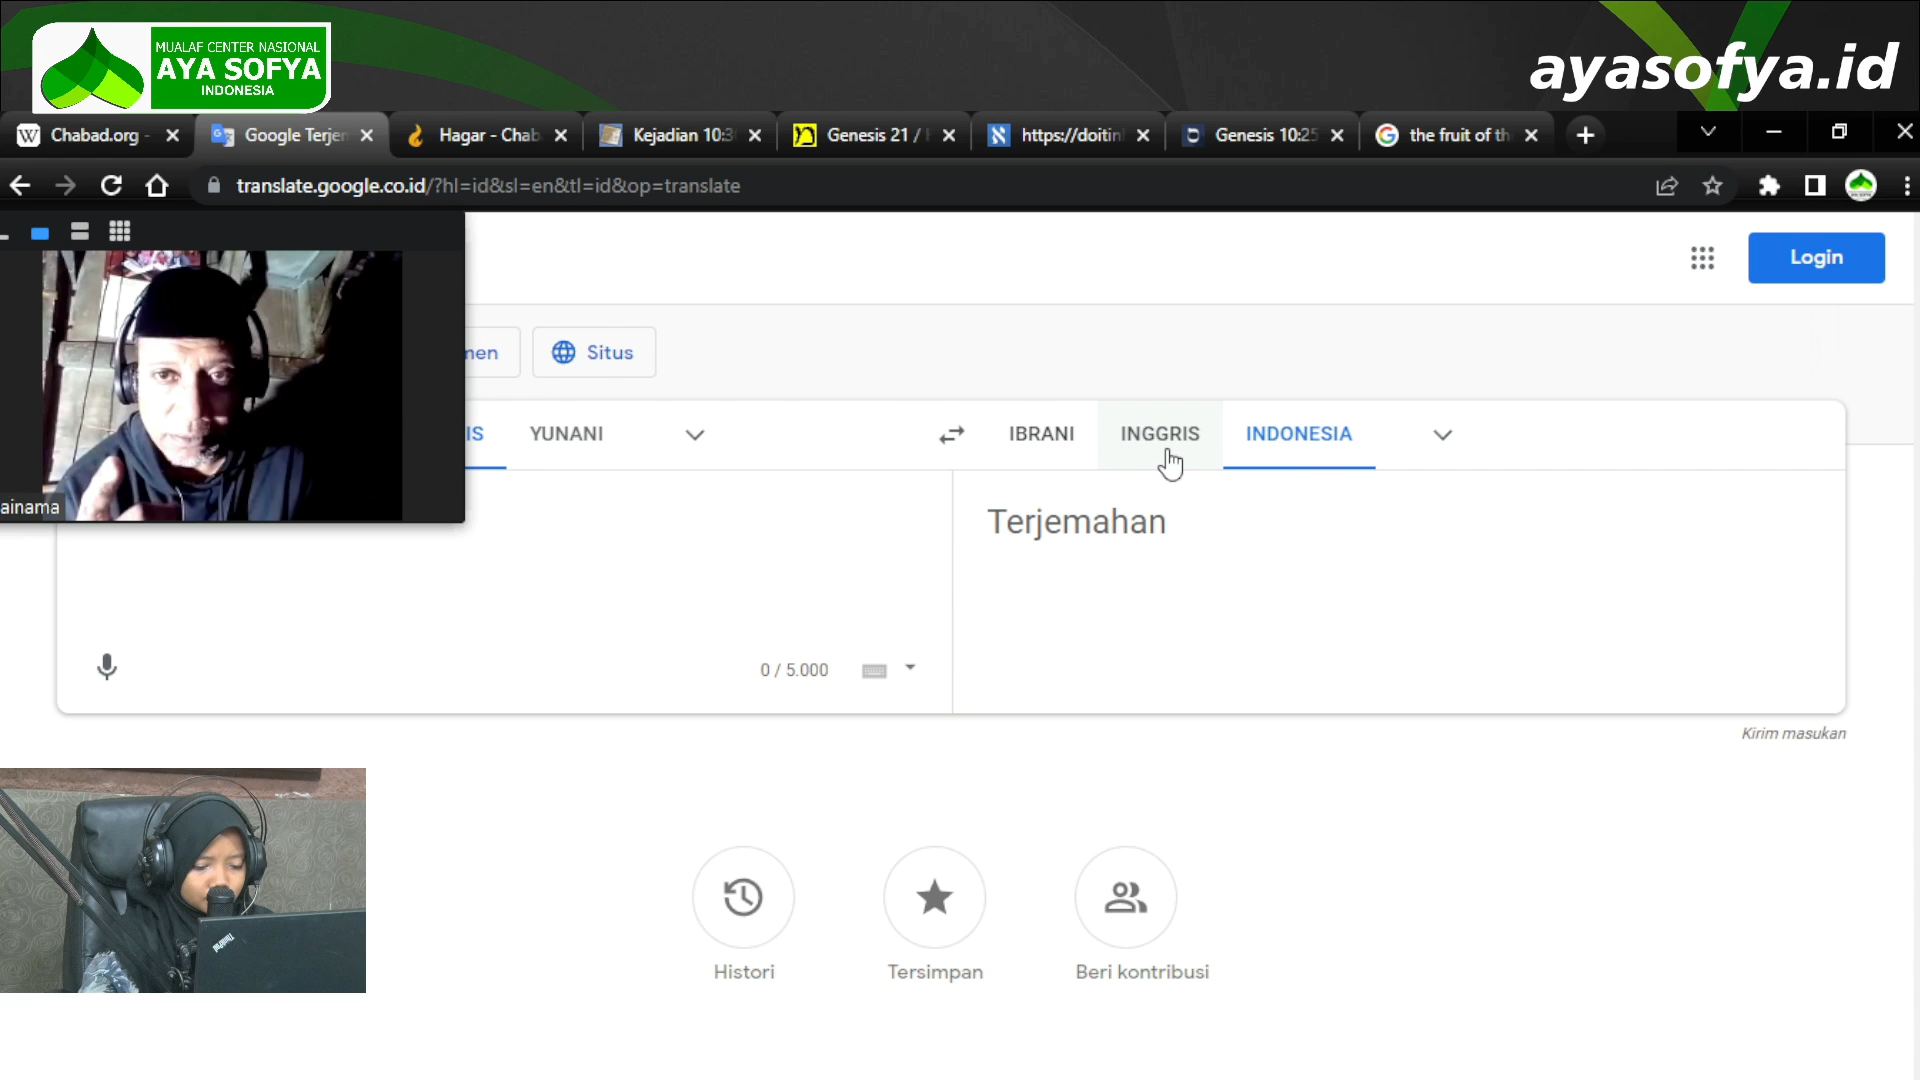 MUALAF CENTER NASIONAL
AYA SOFYA
INDONESIA
ayasofya.id
Chabad.org -
Google Terjem
Hagar - Chab
Kejadian 10:3
Genesis 21 /
https://doitin
Genesis 10:25
the fruit of th
translate.google.co.id/?hl=id&sl=en&tl=id&op=translate
Login
men
Situs
IS
YUNANI
IBRANI
INGGRIS
INDONESIA
ainama
Terjemahan
0 / 5.000
Kirim masukan
ThinkPad
Histori
Tersimpan
Beri kontribusi